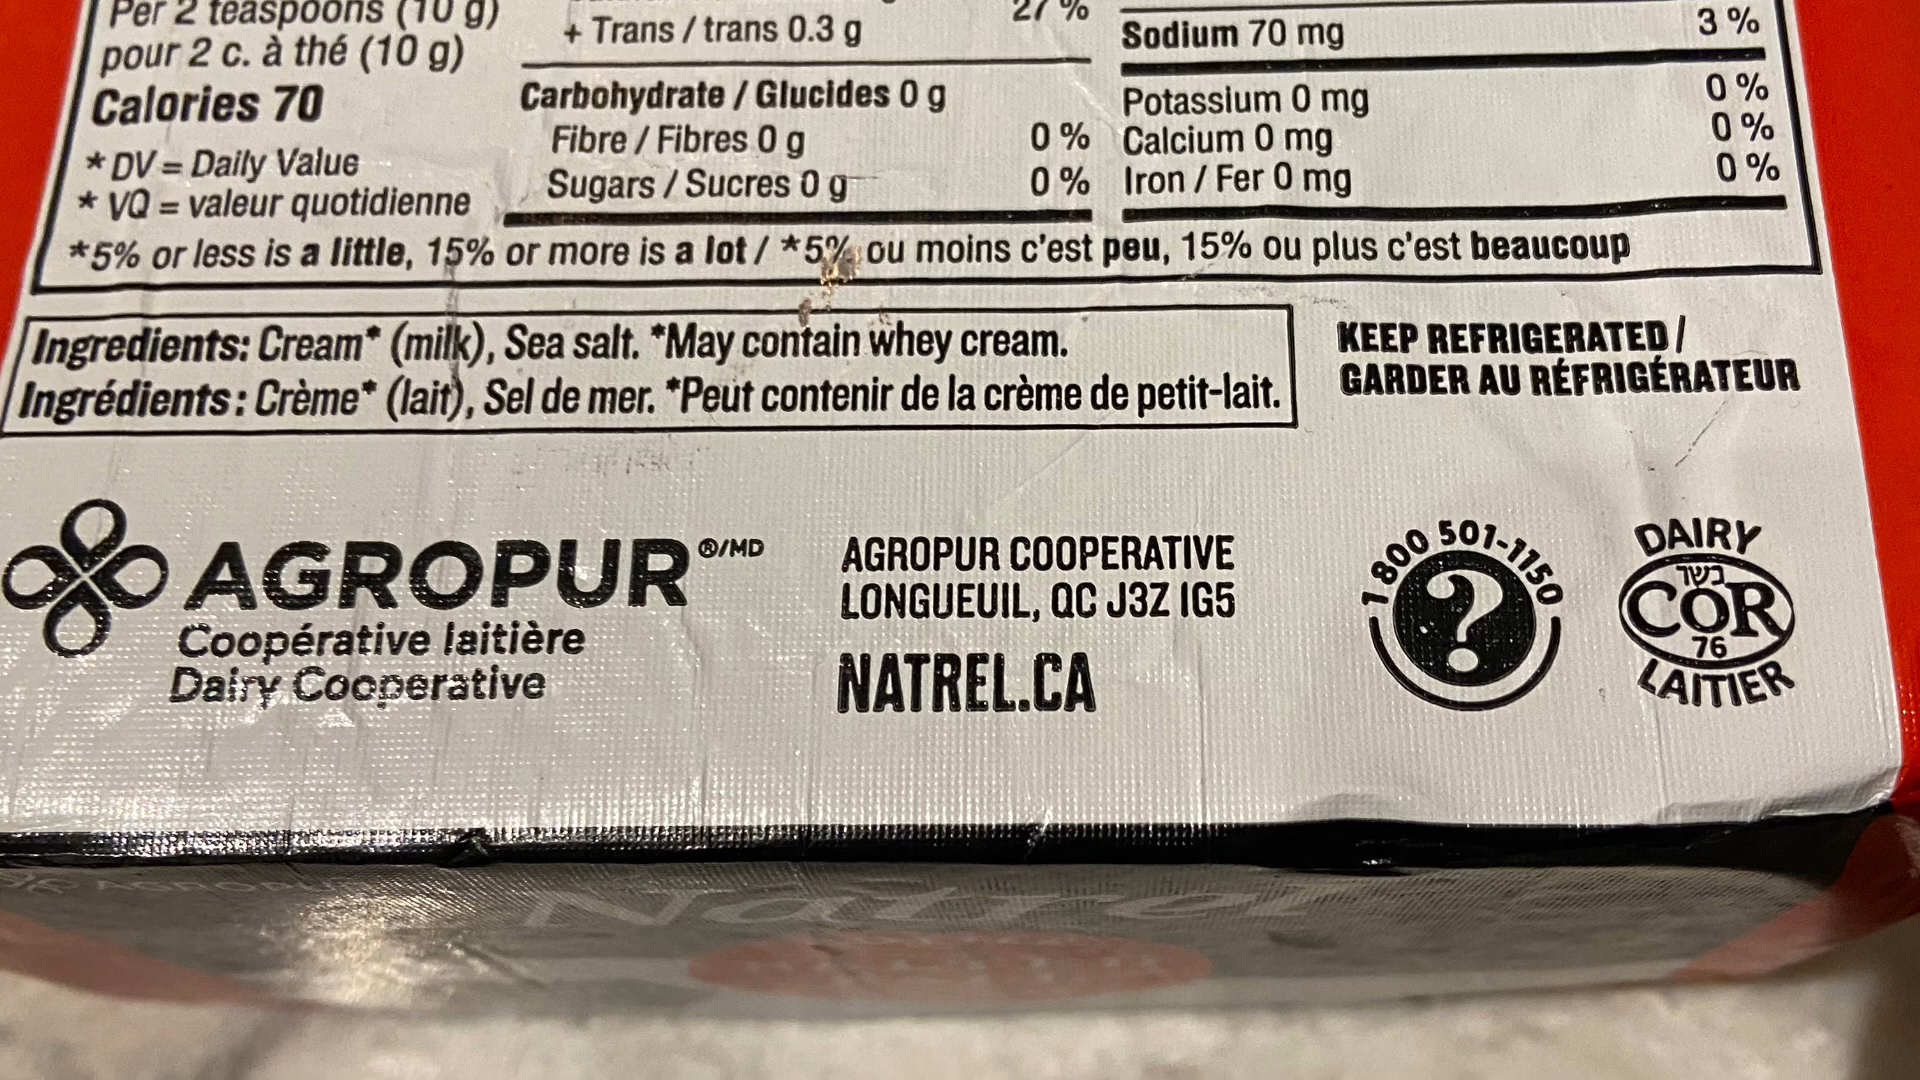 Per 2 teaspoons (10 g)
pour 2 c. à thé (10 g)
Calories 70
* DV = Daily Value
* VQ = valeur quotidienne
+ Trans / trans 0.3 g
27 %
Carbohydrate / Glucides 0 g
Fibre / Fibres 0 g 0 %
Sugars / Sucres 0 g 0 %
Sodium 70 mg 3 %
Potassium 0 mg 0 %
Calcium 0 mg 0 %
Iron / Fer 0 mg 0 %
*5% or less is a little, 15% or more is a lot / *5% ou moins c'est peu, 15% ou plus c'est beaucoup
Ingredients: Cream* (milk), Sea salt. *May contain whey cream.
Ingrédients : Crème* (lait), Sel de mer. *Peut contenir de la crème de petit-lait.
KEEP REFRIGERATED /
GARDER AU RÉFRIGÉRATEUR
AGROPUR ®/MD
Coopérative laitière
Dairy Cooperative
AGROPUR COOPERATIVE
LONGUEUIL, QC J3Z IG5
NATREL.CA
1 800 501-1150
?
DAIRY
כשר
COR
76
LAITIER
AGROPUR
Natrel